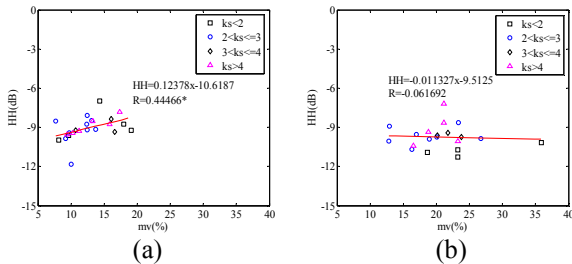 0
-3
-6
-9
-12
-15
HH(dB)
ks<2
2<ks<=3
3<ks<=4
ks>4
HH=0.12378x-10.6187
R=0.44466*
5 10 15 20 25 30 35 40
mv(%)
(a)
0
-3
-6
-9
-12
-15
HH(dB)
ks<2
2<ks<=3
3<ks<=4
ks>4
HH=-0.011327x-9.5125
R=-0.061692
5 10 15 20 25 30 35 40
mv(%)
(b)